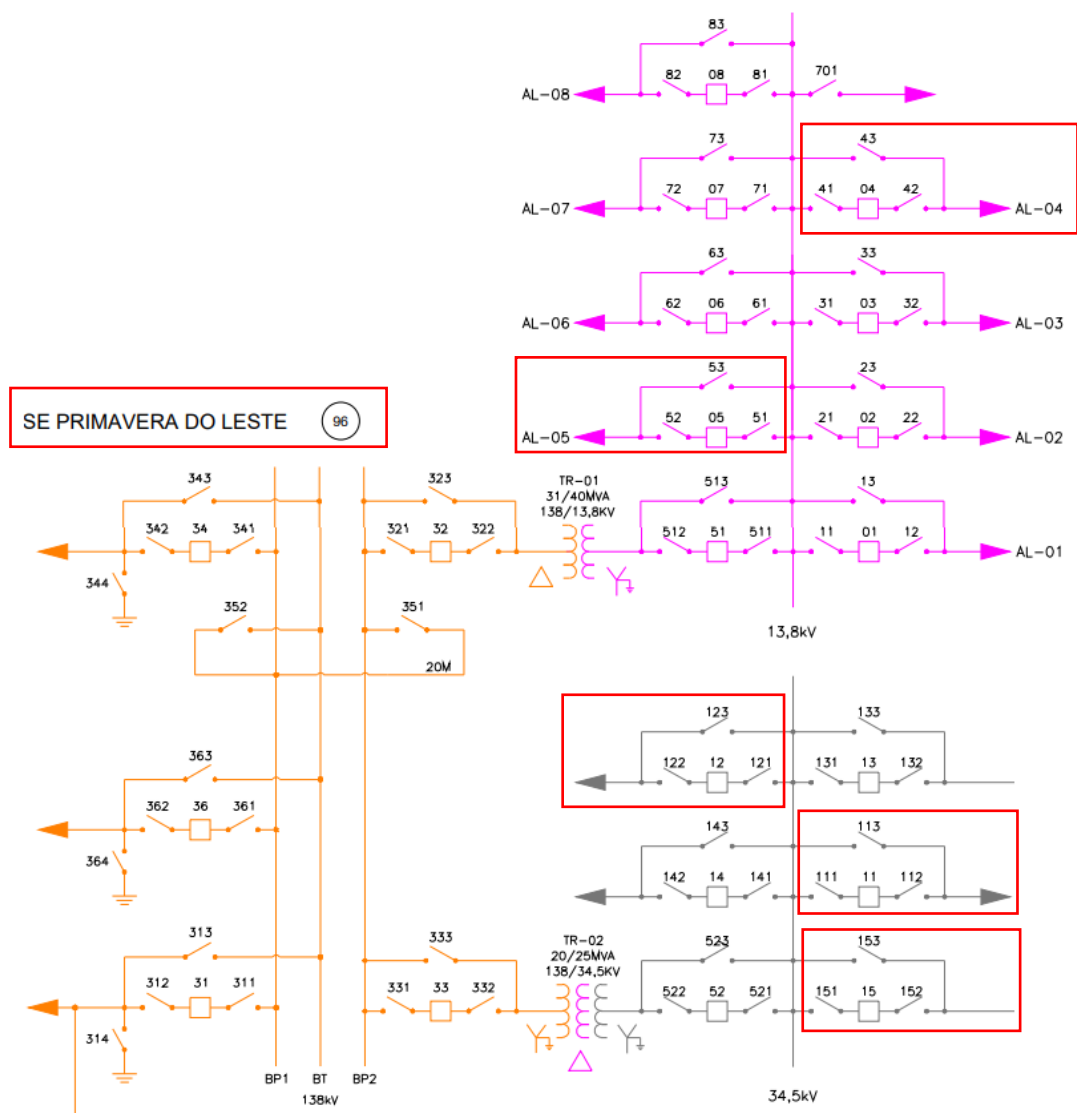 83
82 08 81 701
AL-08
73 43
72 07 71 41 04 42
AL-07 AL-04
63 33
62 06 61 31 03 32
AL-06 AL-03
53 23
52 05 51 21 02 22
AL-05 AL-02
SE PRIMAVERA DO LESTE 96
343 323
TR-01
31/40MVA
138/13,8KV
513 13
342 34 341 321 32 322 512 51 511 11 01 12
AL-01
344
352 351
20M
13,8kV
123 133
122 12 121 131 13 132
363
362 36 361
364
143 113
142 14 141 111 11 112
313 333
TR-02
20/25MVA
138/34,5KV
523 153
312 31 311 331 33 332 522 52 521 151 15 152
314
BP1 BT BP2
138kV
34,5kV